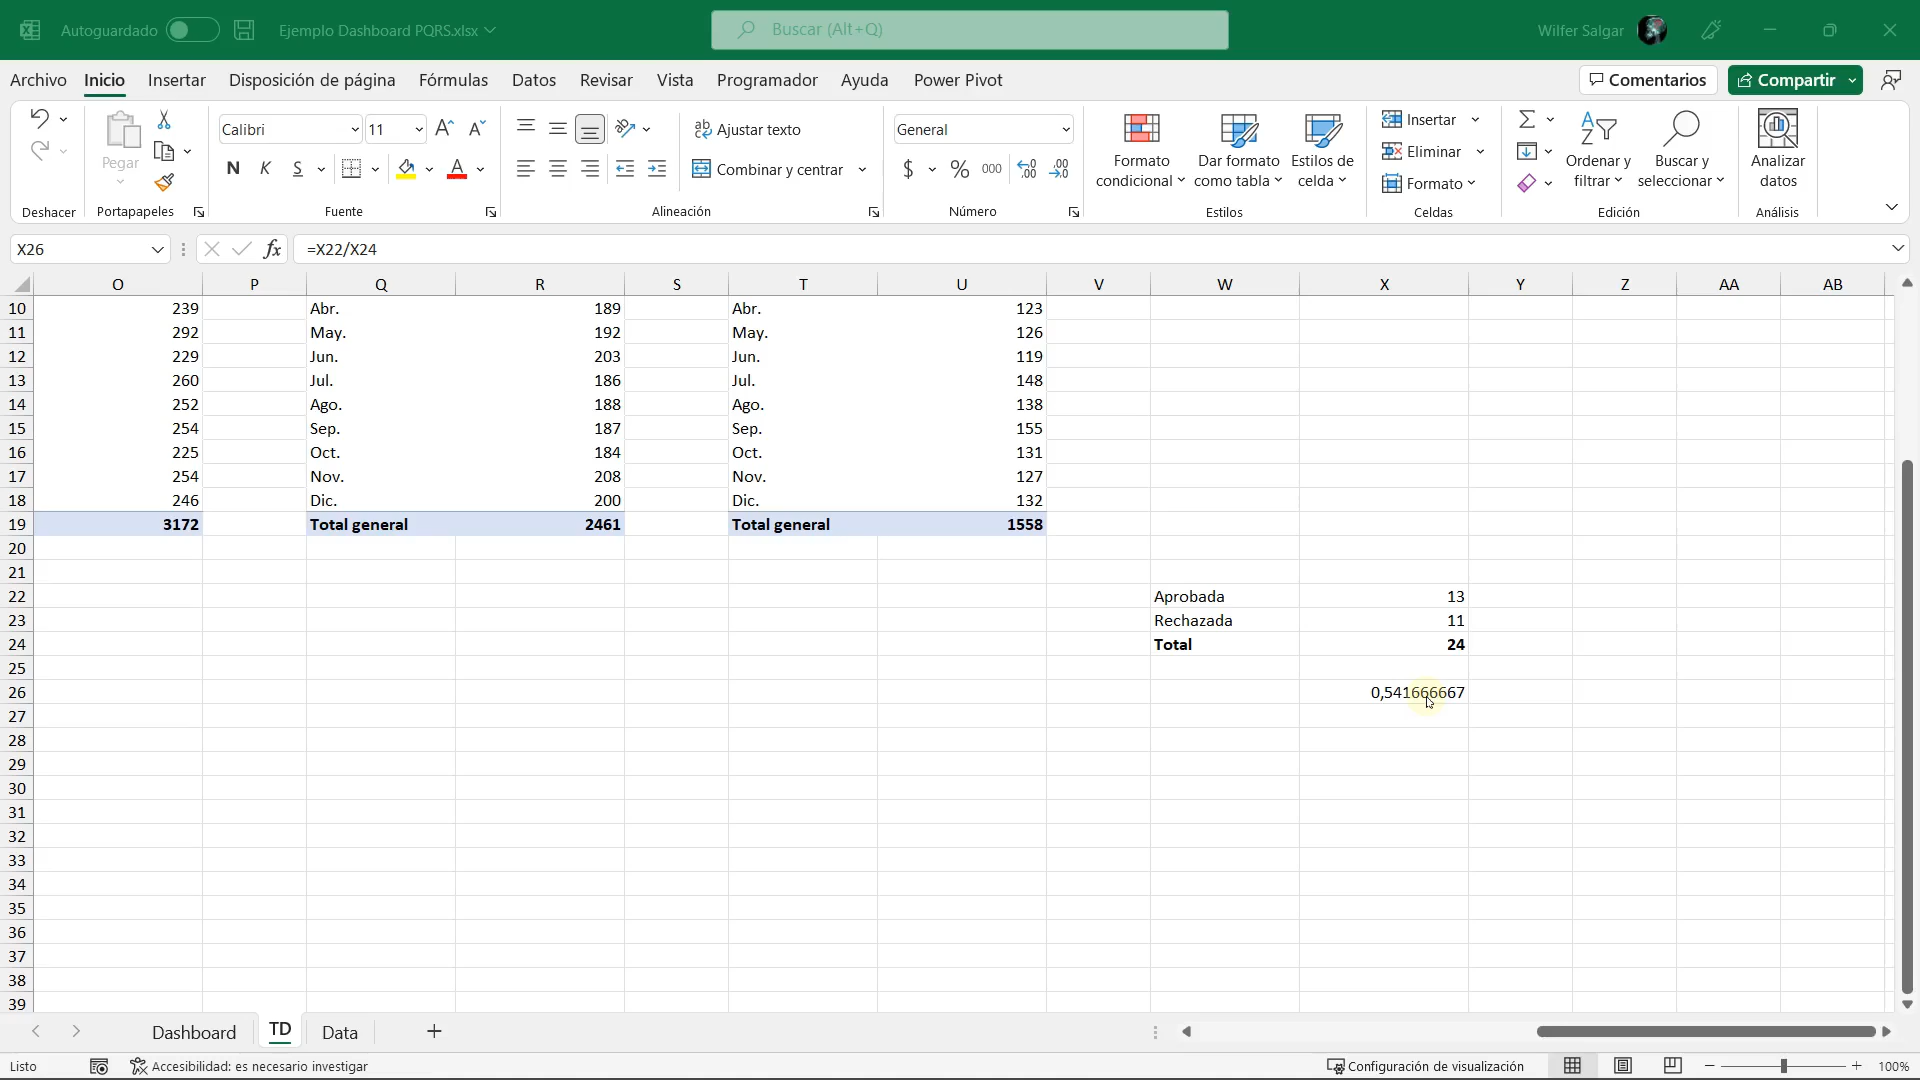 Autoguardado
Ejemplo Dashboard PQRS.xlsx
Buscar (Alt+Q)
Wilfer Salgar
Archivo Inicio Insertar Disposición de página Fórmulas Datos Revisar Vista Programador Ayuda Power Pivot
Comentarios Compartir
Pegar
Calibri 11
N K S
ab Ajustar texto
Combinar y centrar
General
$ % 000
Formato condicional
Dar formato como tabla
Estilos de celda
Insertar
Eliminar
Formato
Ordenar y filtrar
Buscar y seleccionar
Analizar datos
Deshacer Portapapeles Fuente Alineación Número Estilos Celdas Edición Análisis
X26 fx =X22/X24
O P Q R S T U V W X Y Z AA AB
10 239 Abr. 189 Abr. 123
11 292 May. 192 May. 126
12 229 Jun. 203 Jun. 119
13 260 Jul. 186 Jul. 148
14 252 Ago. 188 Ago. 138
15 254 Sep. 187 Sep. 155
16 225 Oct. 184 Oct. 131
17 254 Nov. 208 Nov. 127
18 246 Dic. 200 Dic. 132
19 3172 Total general 2461 Total general 1558
20
21
22 Aprobada 13
23 Rechazada 11
24 Total 24
25
26 0,541666667
27
28
29
30
31
32
33
34
35
36
37
38
39
Dashboard TD Data
Listo Accesibilidad: es necesario investigar Configuración de visualización 100%